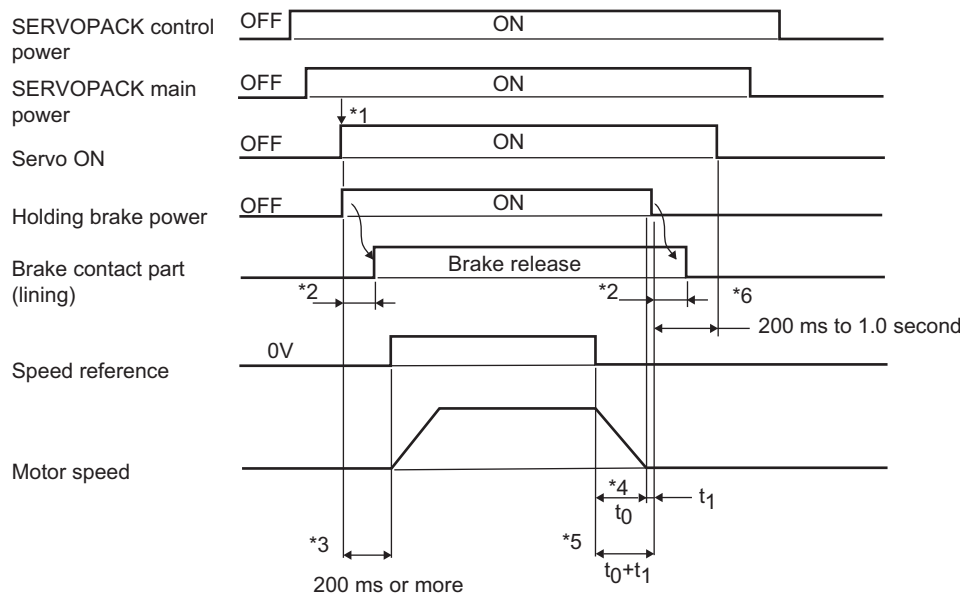 SERVOPACK control
power
OFF
ON
SERVOPACK main
power
OFF
ON
*1
Servo ON
OFF
ON
Holding brake power
OFF
ON
Brake contact part
(lining)
Brake release
*2
*2
*6
200 ms to 1.0 second
0V
Speed reference
Motor speed
*4
t0
t1
*3
*5
t0+t1
200 ms or more